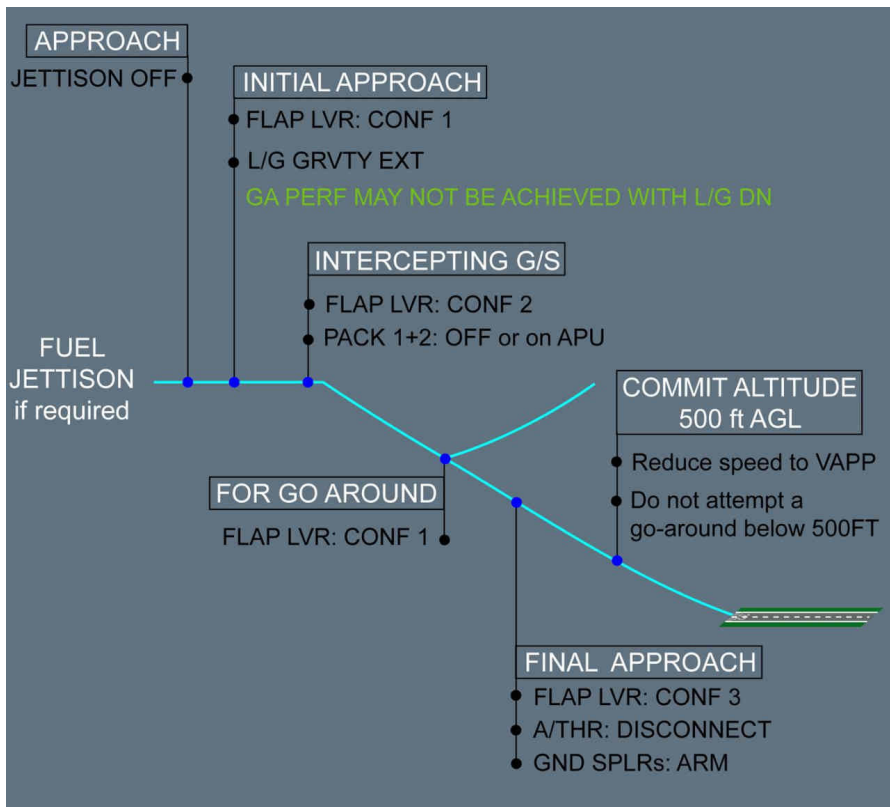 APPROACH
JETTISON OFF
INITIAL APPROACH
FLAP LVR: CONF 1
L/G GRVTY EXT
GA PERF MAY NOT BE ACHIEVED WITH L/G DN
INTERCEPTING G/S
FLAP LVR: CONF 2
PACK 1+2: OFF or on APU
FUEL
JETTISON
if required
COMMIT ALTITUDE
500 ft AGL
Reduce speed to VAPP
Do not attempt a
go-around below 500FT
FOR GO AROUND
FLAP LVR: CONF 1
FINAL APPROACH
FLAP LVR: CONF 3
A/THR: DISCONNECT
GND SPLRs: ARM